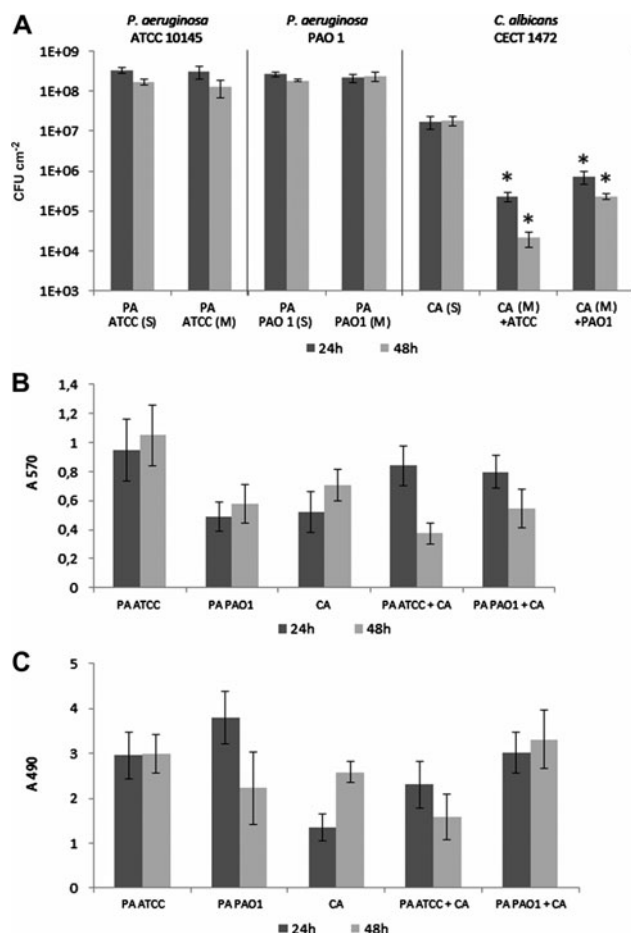 A
P. aeruginosa P. aeruginosa C. albicans
ATCC 10145 PAO 1 CECT 1472
CFU cm-2
1E+09
1E+08
1E+07
1E+06
1E+05
1E+04
1E+03
* * * *
PA PA PA PA CA (S) CA (M) CA (M)
ATCC (S) ATCC (M) PAO 1 (S) PAO1 (M) +ATCC +PAO1
24h 48h
B
A 570
1,4
1,2
1
0,8
0,6
0,4
0,2
0
PA ATCC PA PAO1 CA PA ATCC + CA PA PAO1 + CA
24h 48h
C
A 490
5
4
3
2
1
0
PA ATCC PA PAO1 CA PA ATCC + CA PA PAO1 + CA
24h 48h